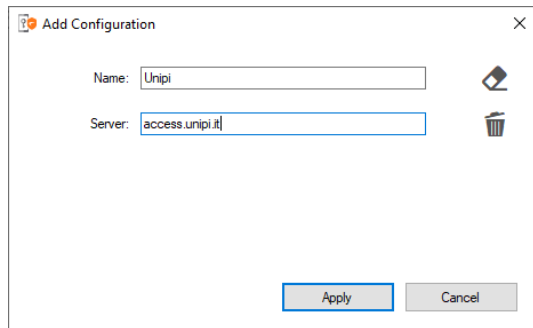 Add Configuration
Name: Unipi
Server: access.unipi.it
Apply Cancel